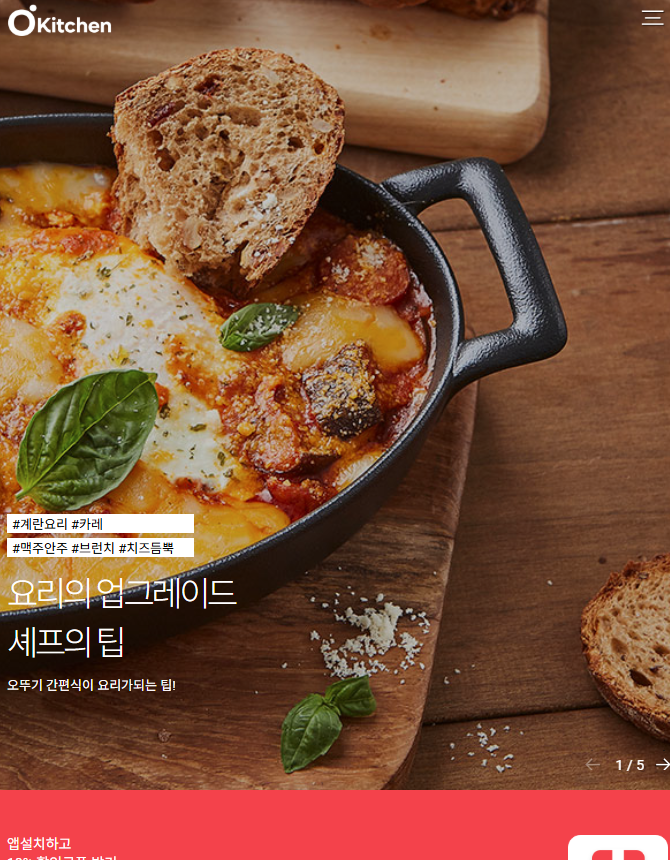 Kitchen
#계란요리 #카레
#맥주안주 #브런치 #치즈듬뿍
요리의 업그레이드
셰프의 팁
오뚜기 간편식이 요리가되는 팁!
1 / 5
앱설치하고